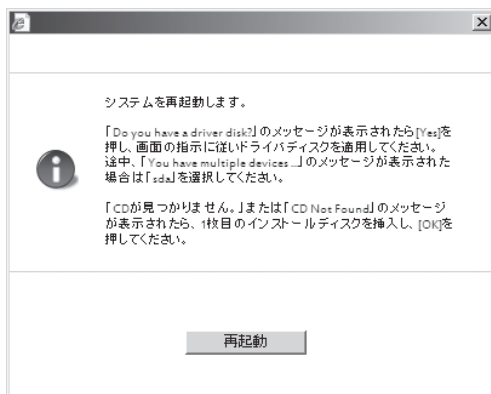 システムを再起動します。
「Do you have a driver disk?」のメッセージが表示されたら[Yes]を
押し、画面の指示に従いドライバディスクを適用してください。
途中、「You have multiple devices ...」のメッセージが表示された
場合は「sda」を選択してください。
「CDが見つかりません。」または「CD Not Found」のメッセージ
が表示されたら、1枚目のインストールディスクを挿入し、[OK]を
押してください。
再起動